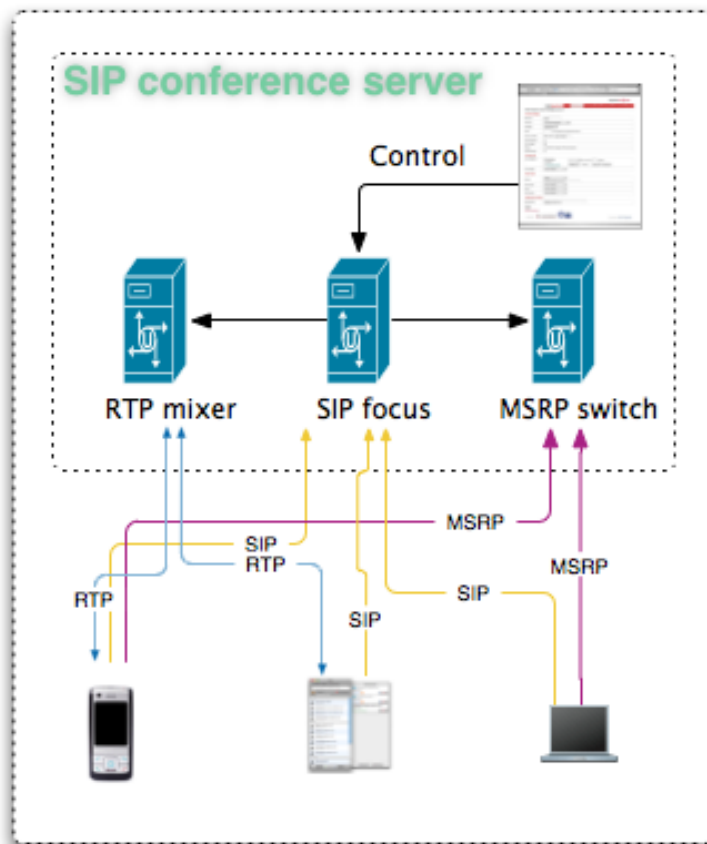 SIP conference server
Control
RTP mixer
SIP focus
MSRP switch
MSRP
SIP
RTP
MSRP
RTP
SIP
SIP